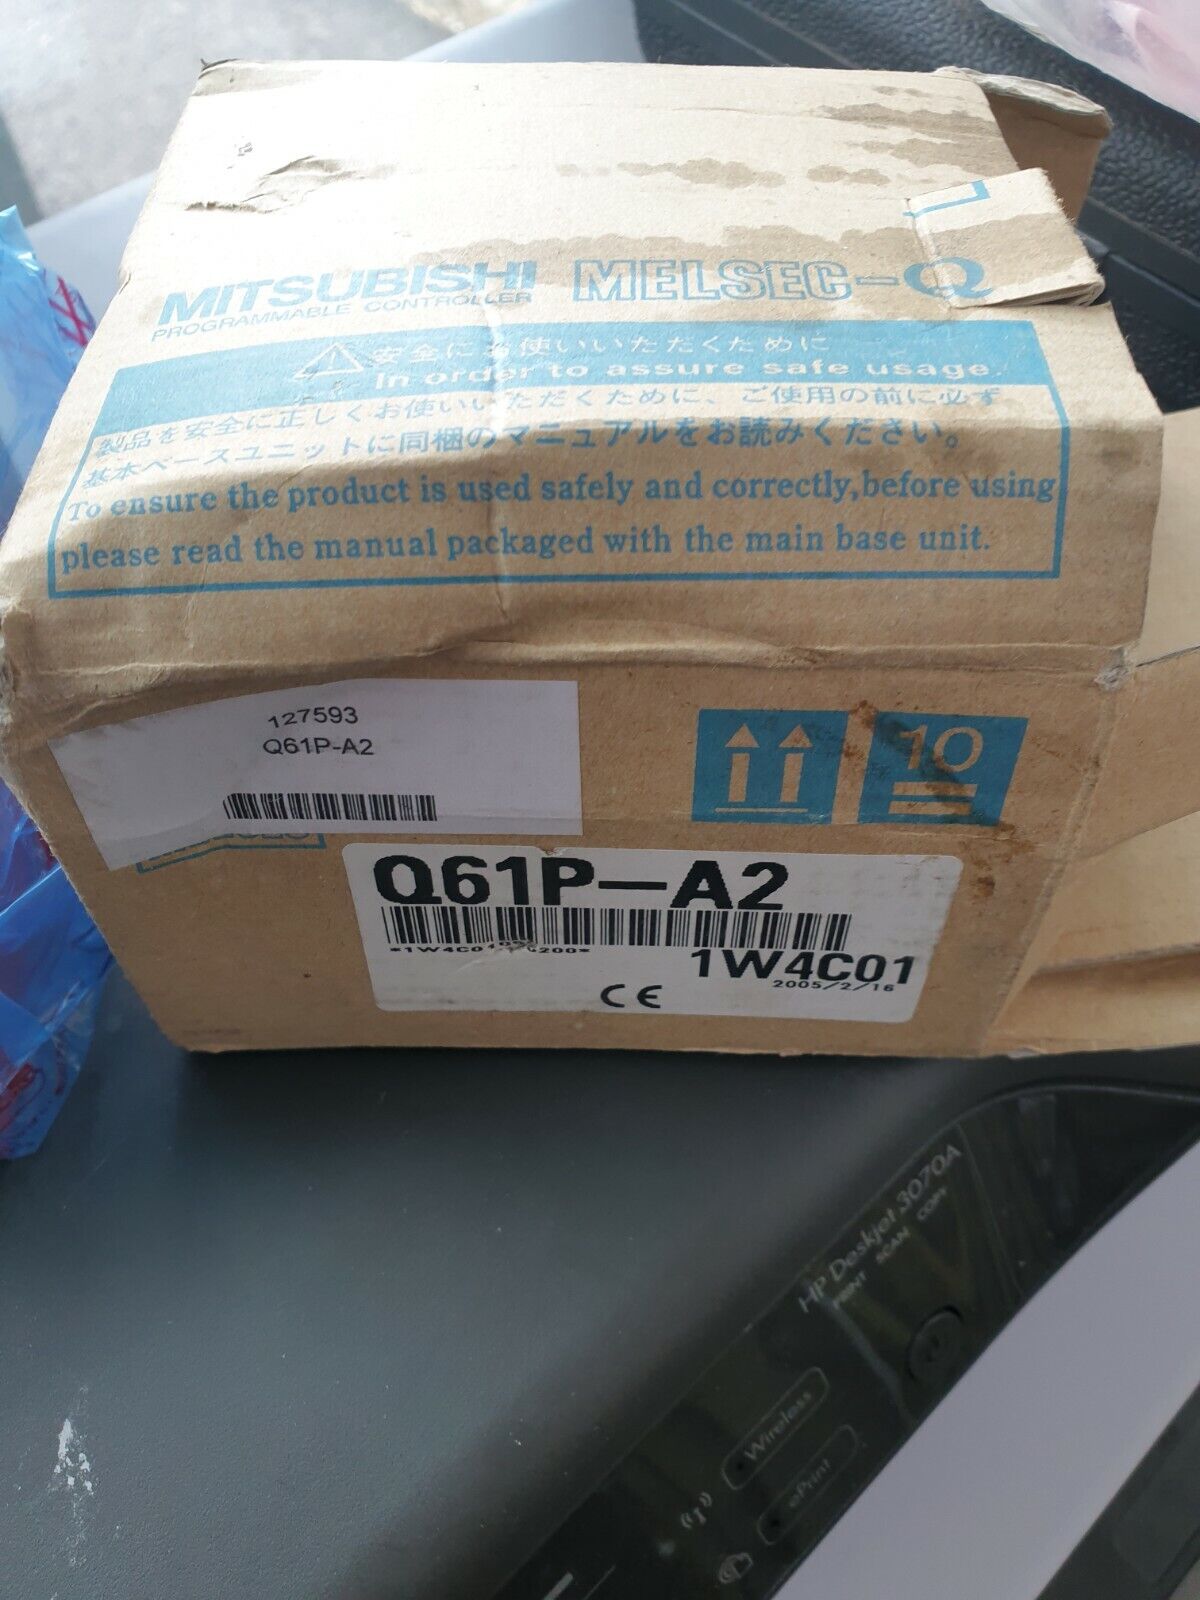 MITSUBISHI MELSEC-Q
PROGRAMMABLE CONTROLLER
安全にお使いいただくために
In order to assure safe usage.
製品を安全に正しくお使いいただくために、ご使用の前に必ず
基本ベースユニットに同梱のマニュアルをお読みください。
To ensure the product is used safely and correctly,before using
please read the manual packaged with the main base unit.
127593
Q61P-A2
10
Q61P-A2
1W4C01
2005/2/16
CE
HP Deskjet 3070A
PRINT SCAN COPY
Wireless
ePrint